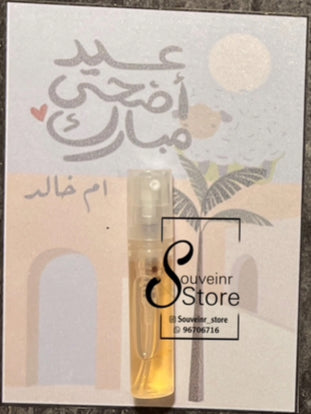 عيد
أضحى
مبارك
ام خالد
Souveinr
Store
Souveinr_store
96706716